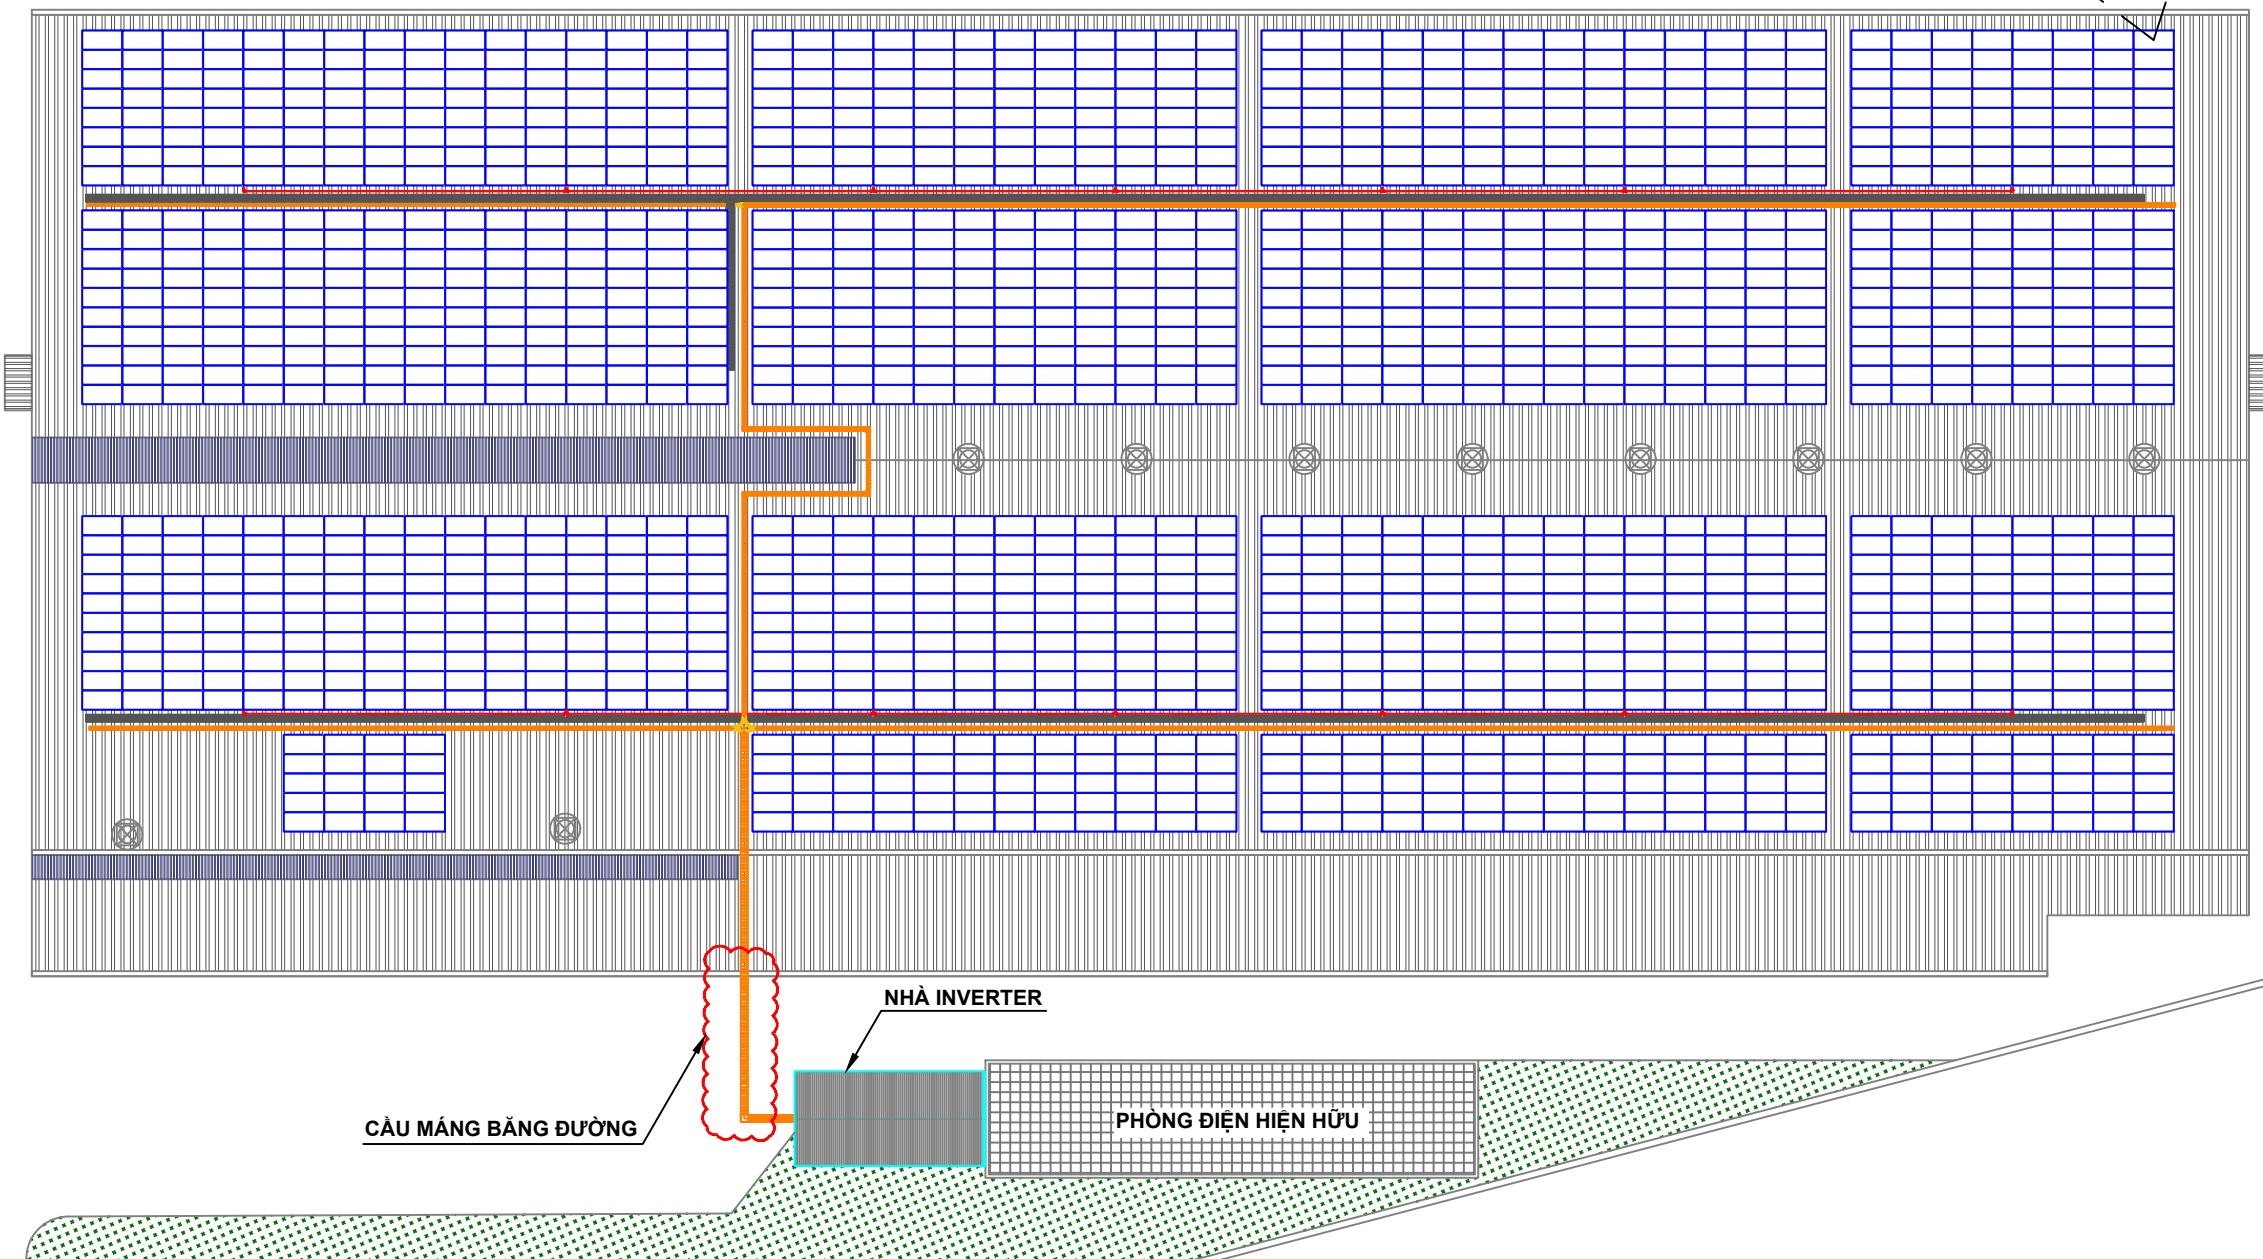 NHÀ INVERTER
PHÒNG ĐIỆN HIỆN HỮU
CẦU MÁNG BĂNG ĐƯỜNG